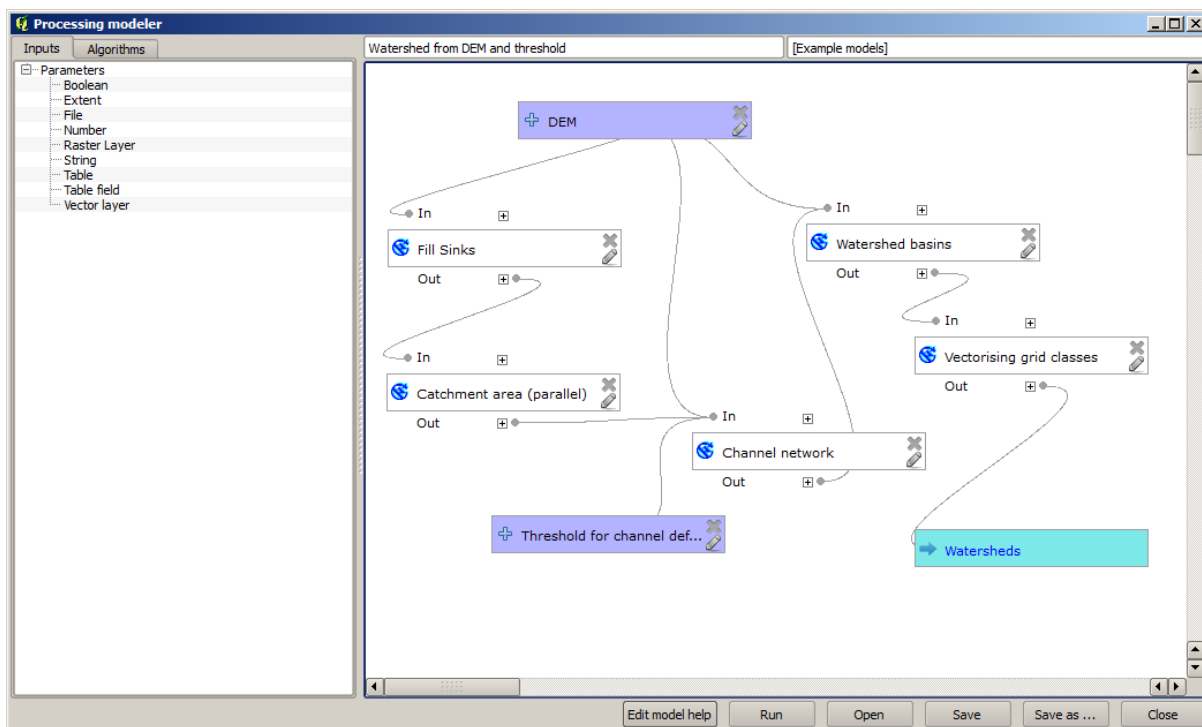 Processing modeler
Inputs
Algorithms
Watershed from DEM and threshold
[Example models]
Parameters
Boolean
Extent
File
Number
Raster Layer
String
Table
Table field
Vector layer
DEM
In
Fill Sinks
Out
In
Watershed basins
Out
In
Vectorising grid classes
Out
In
Catchment area (parallel)
Out
In
Channel network
Out
Threshold for channel def...
Watersheds
Edit model help
Run
Open
Save
Save as ...
Close